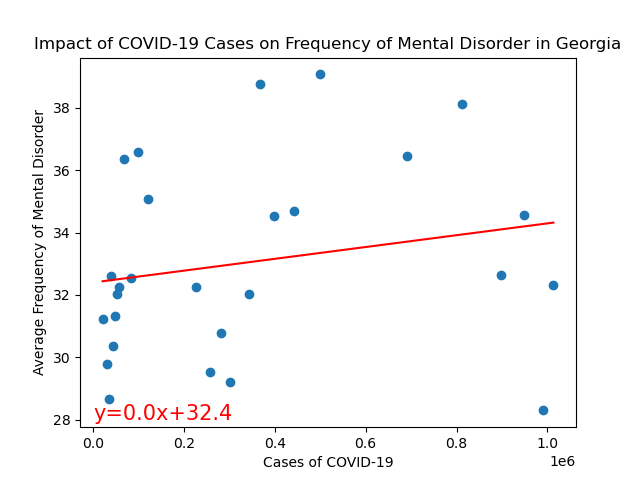 Impact of COVID-19 Cases on Frequency of Mental Disorder in Georgia
Average Frequency of Mental Disorder
38
36
34
32
30
28
y=0.0x+32.4
0.0 0.2 0.4 0.6 0.8 1.0
1e6
Cases of COVID-19